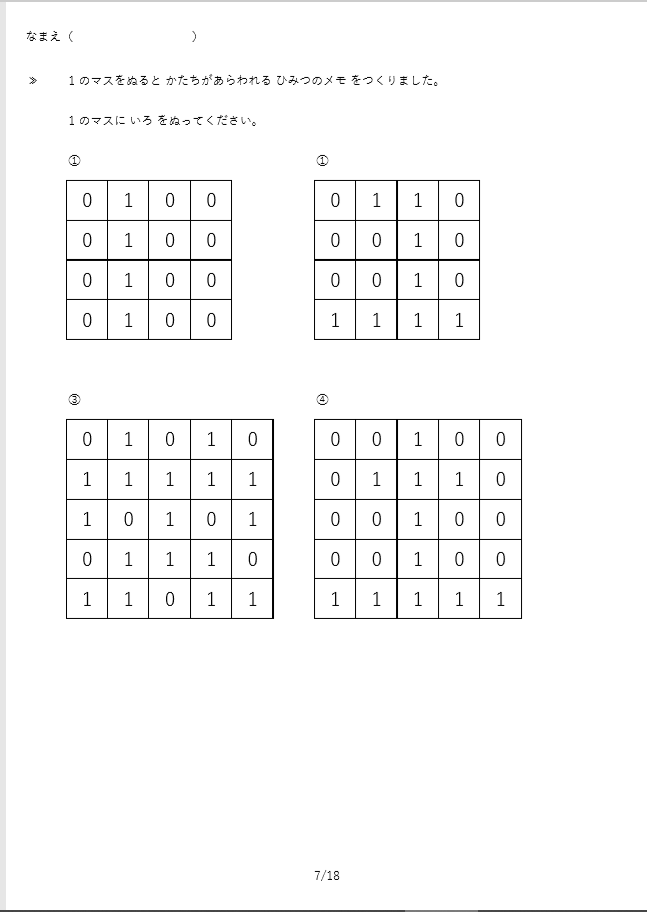 なまえ（　　　　　　　　　　）
≫　1のマスをぬると かたちがあらわれる ひみつのメモ をつくりました。
1のマスに いろ をぬってください。
①
0 1 0 0
0 1 0 0
0 1 0 0
0 1 0 0
①
0 1 1 0
0 0 1 0
0 0 1 0
1 1 1 1
③
0 1 0 1 0
1 1 1 1 1
1 0 1 0 1
0 1 1 1 0
1 1 0 1 1
④
0 0 1 0 0
0 1 1 1 0
0 0 1 0 0
0 0 1 0 0
1 1 1 1 1
7/18